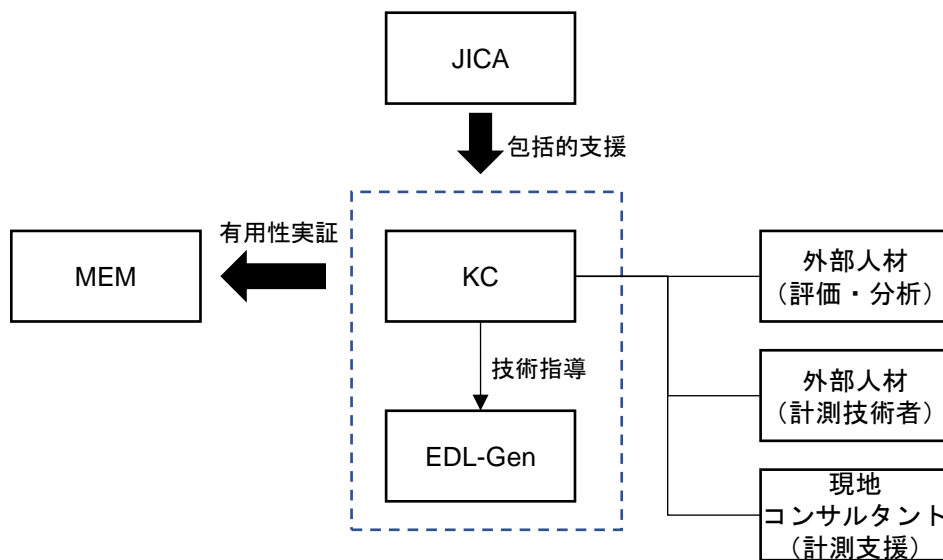 JICA
包括的支援
有用性実証
MEM
KC
外部人材
（評価・分析）
技術指導
外部人材
（計測技術者）
EDL-Gen
現地
コンサルタント
（計測支援）